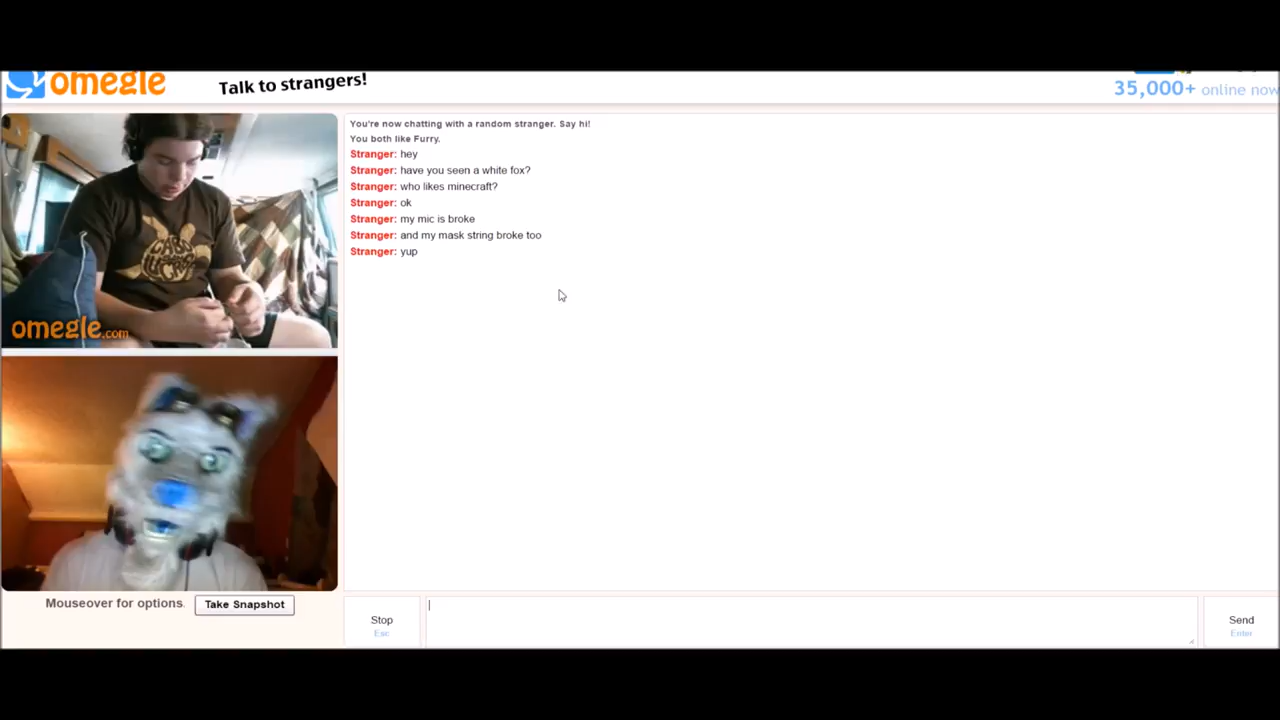 omegle
Talk to strangers!
35,000+ online now
You're now chatting with a random stranger. Say hi!
You both like Furry.
Stranger: hey
Stranger: have you seen a white fox?
Stranger: who likes minecraft?
Stranger: ok
Stranger: my mic is broke
Stranger: and my mask string broke too
Stranger: yup
omegle.com
Mouseover for options.
Take Snapshot
Stop
Esc
Send
Enter